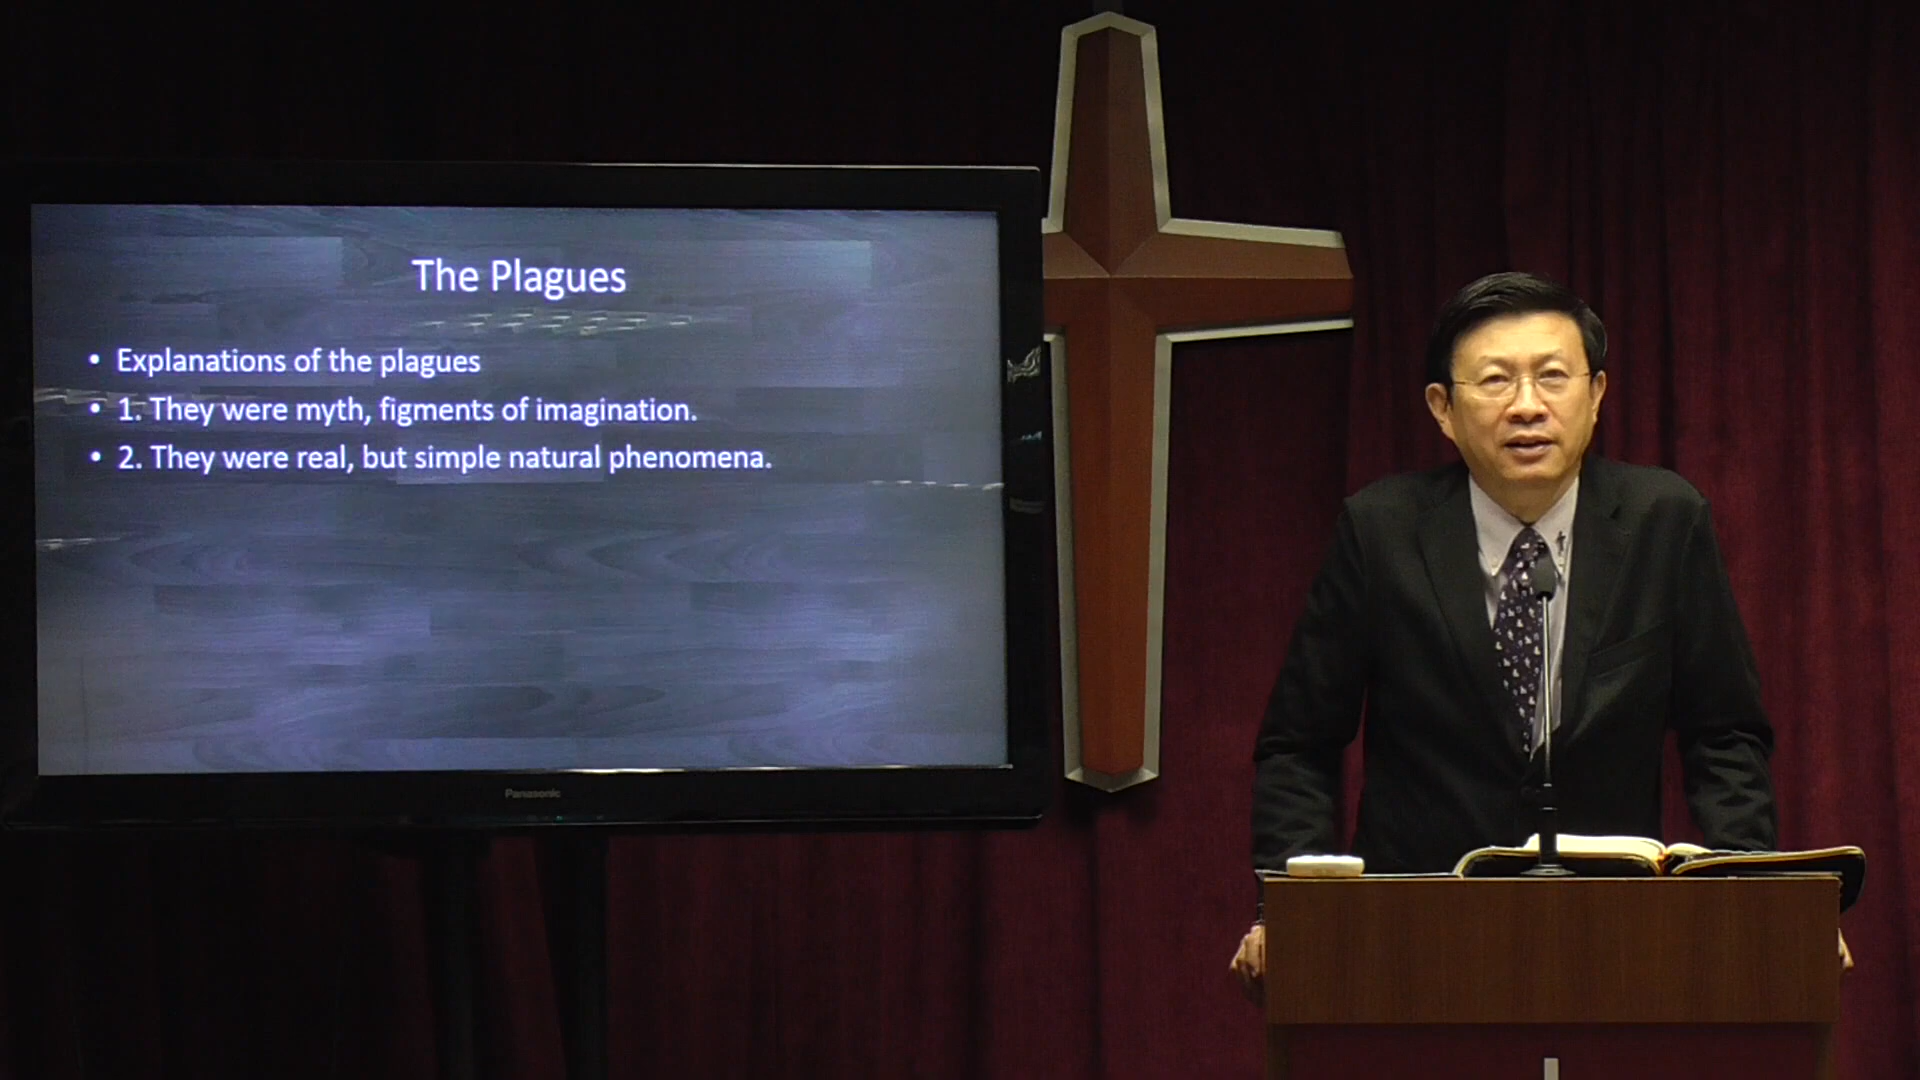 The Plagues
• Explanations of the plagues
• 1. They were myth, figments of imagination.
• 2. They were real, but simple natural phenomena.
Panasonic